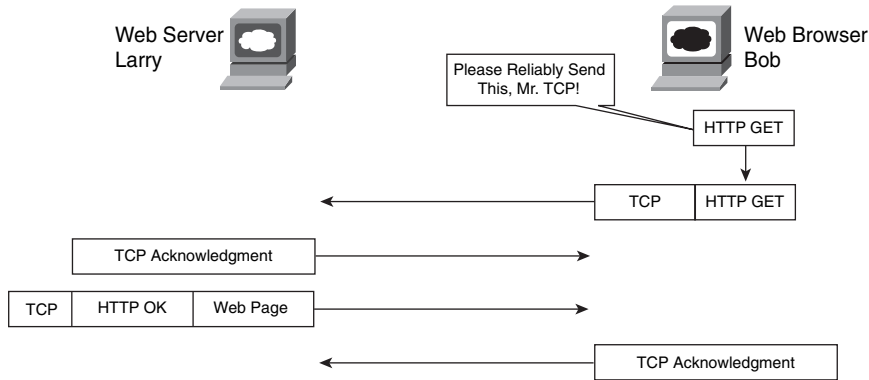 Web Server
Larry
Web Browser
Bob
Please Reliably Send
This, Mr. TCP!
HTTP GET
TCP
HTTP GET
TCP Acknowledgment
TCP
HTTP OK
Web Page
TCP Acknowledgment